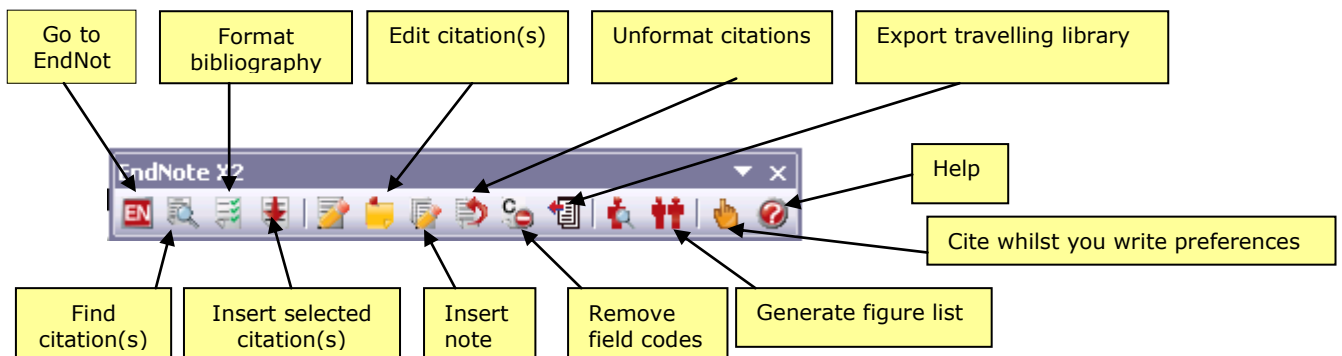 Go to
EndNot
Format
bibliography
Edit citation(s)
Unformat citations
Export travelling library
EndNote X2
EN
C
Help
Cite whilst you write preferences
Find
citation(s)
Insert selected
citation(s)
Insert
note
Remove
field codes
Generate figure list